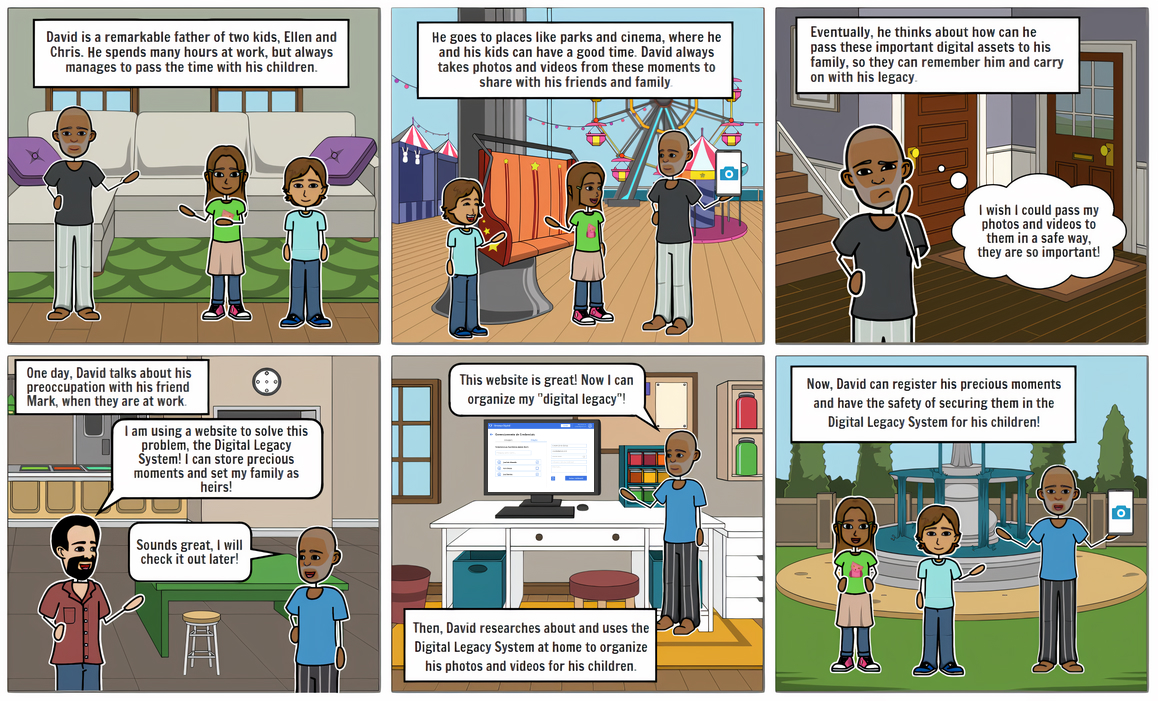 David is a remarkable father of two kids, Ellen and
Chris. He spends many hours at work, but always
manages to pass the time with his children.
He goes to places like parks and cinema, where he
and his kids can have a good time. David always
takes photos and videos from these moments to
share with his friends and family.
Eventually, he thinks about how can he
pass these important digital assets to his
family, so they can remember him and carry
on with his legacy.
I wish I could pass my
photos and videos to
them in a safe way,
they are so important!
One day, David talks about his
preoccupation with his friend
Mark, when they are at work.
I am using a website to solve this
problem, the Digital Legacy
System! I can store precious
moments and set my family as
heirs!
Sounds great, I will
check it out later!
This website is great! Now I can
organize my "digital legacy"!
Then, David researches about and uses the
Digital Legacy System at home to organize
his photos and videos for his children.
Now, David can register his precious moments
and have the safety of securing them in the
Digital Legacy System for his children!